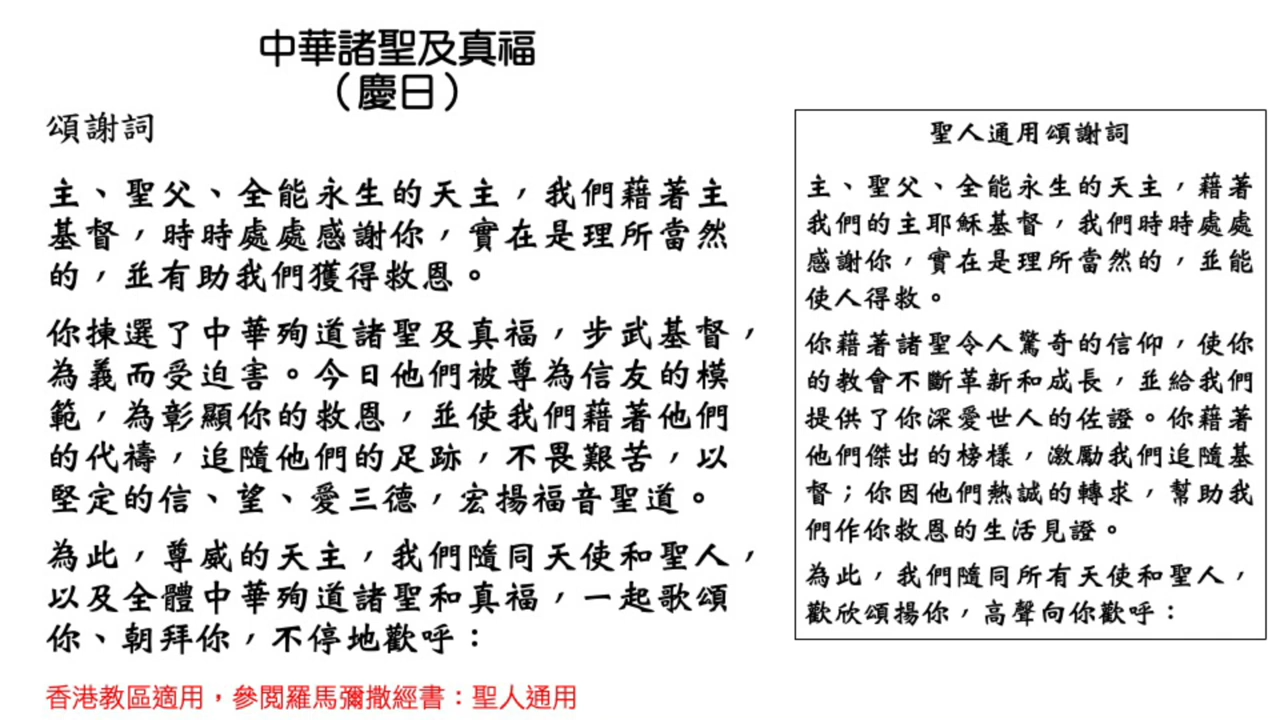 中華諸聖及真福
（慶日）
頌謝詞
主、聖父、全能永生的天主，我們藉著主
基督，時時處處感謝你，實在是理所當然
的，並有助我們獲得救恩。
你揀選了中華殉道諸聖及真福，步武基督，
為義而受迫害。今日他們被尊為信友的模
範，為彰顯你的救恩，並使我們藉著他們
的代禱，追隨他們的足跡，不畏艱苦，以
堅定的信、望、愛三德，宏揚福音聖道。
為此，尊威的天主，我們隨同天使和聖人，
以及全體中華殉道諸聖和真福，一起歌頌
你、朝拜你，不停地歡呼：
香港教區適用，參閲羅馬彌撒經書：聖人通用
聖人通用頌謝詞
主、聖父、全能永生的天主，藉著
我們的主耶穌基督，我們時時處處
感謝你，實在是理所當然的，並能
使人得救。
你藉著諸聖令人驚奇的信仰，使你
的教會不斷革新和成長，並給我們
提供了你深愛世人的佐證。你藉著
他們傑出的榜樣，激勵我們追隨基
督；你因他們熱誠的轉求，幫助我
們作你救恩的生活見證。
為此，我們隨同所有天使和聖人，
歡欣頌揚你，高聲向你歡呼：